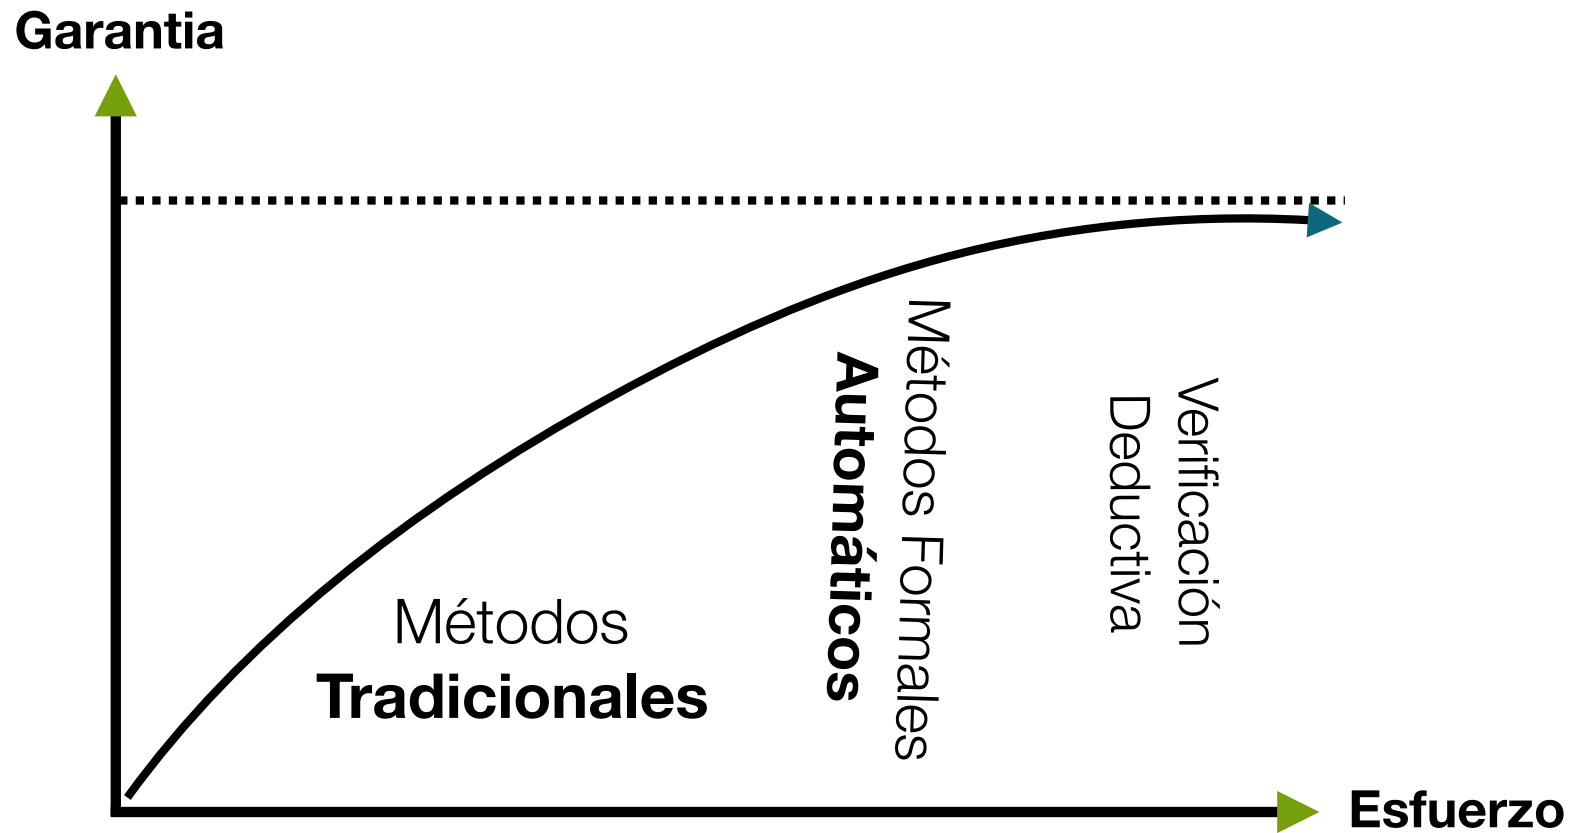 Garantia
Métodos
Tradicionales
Métodos Formales
Automáticos
Verificación
Deductiva
Esfuerzo